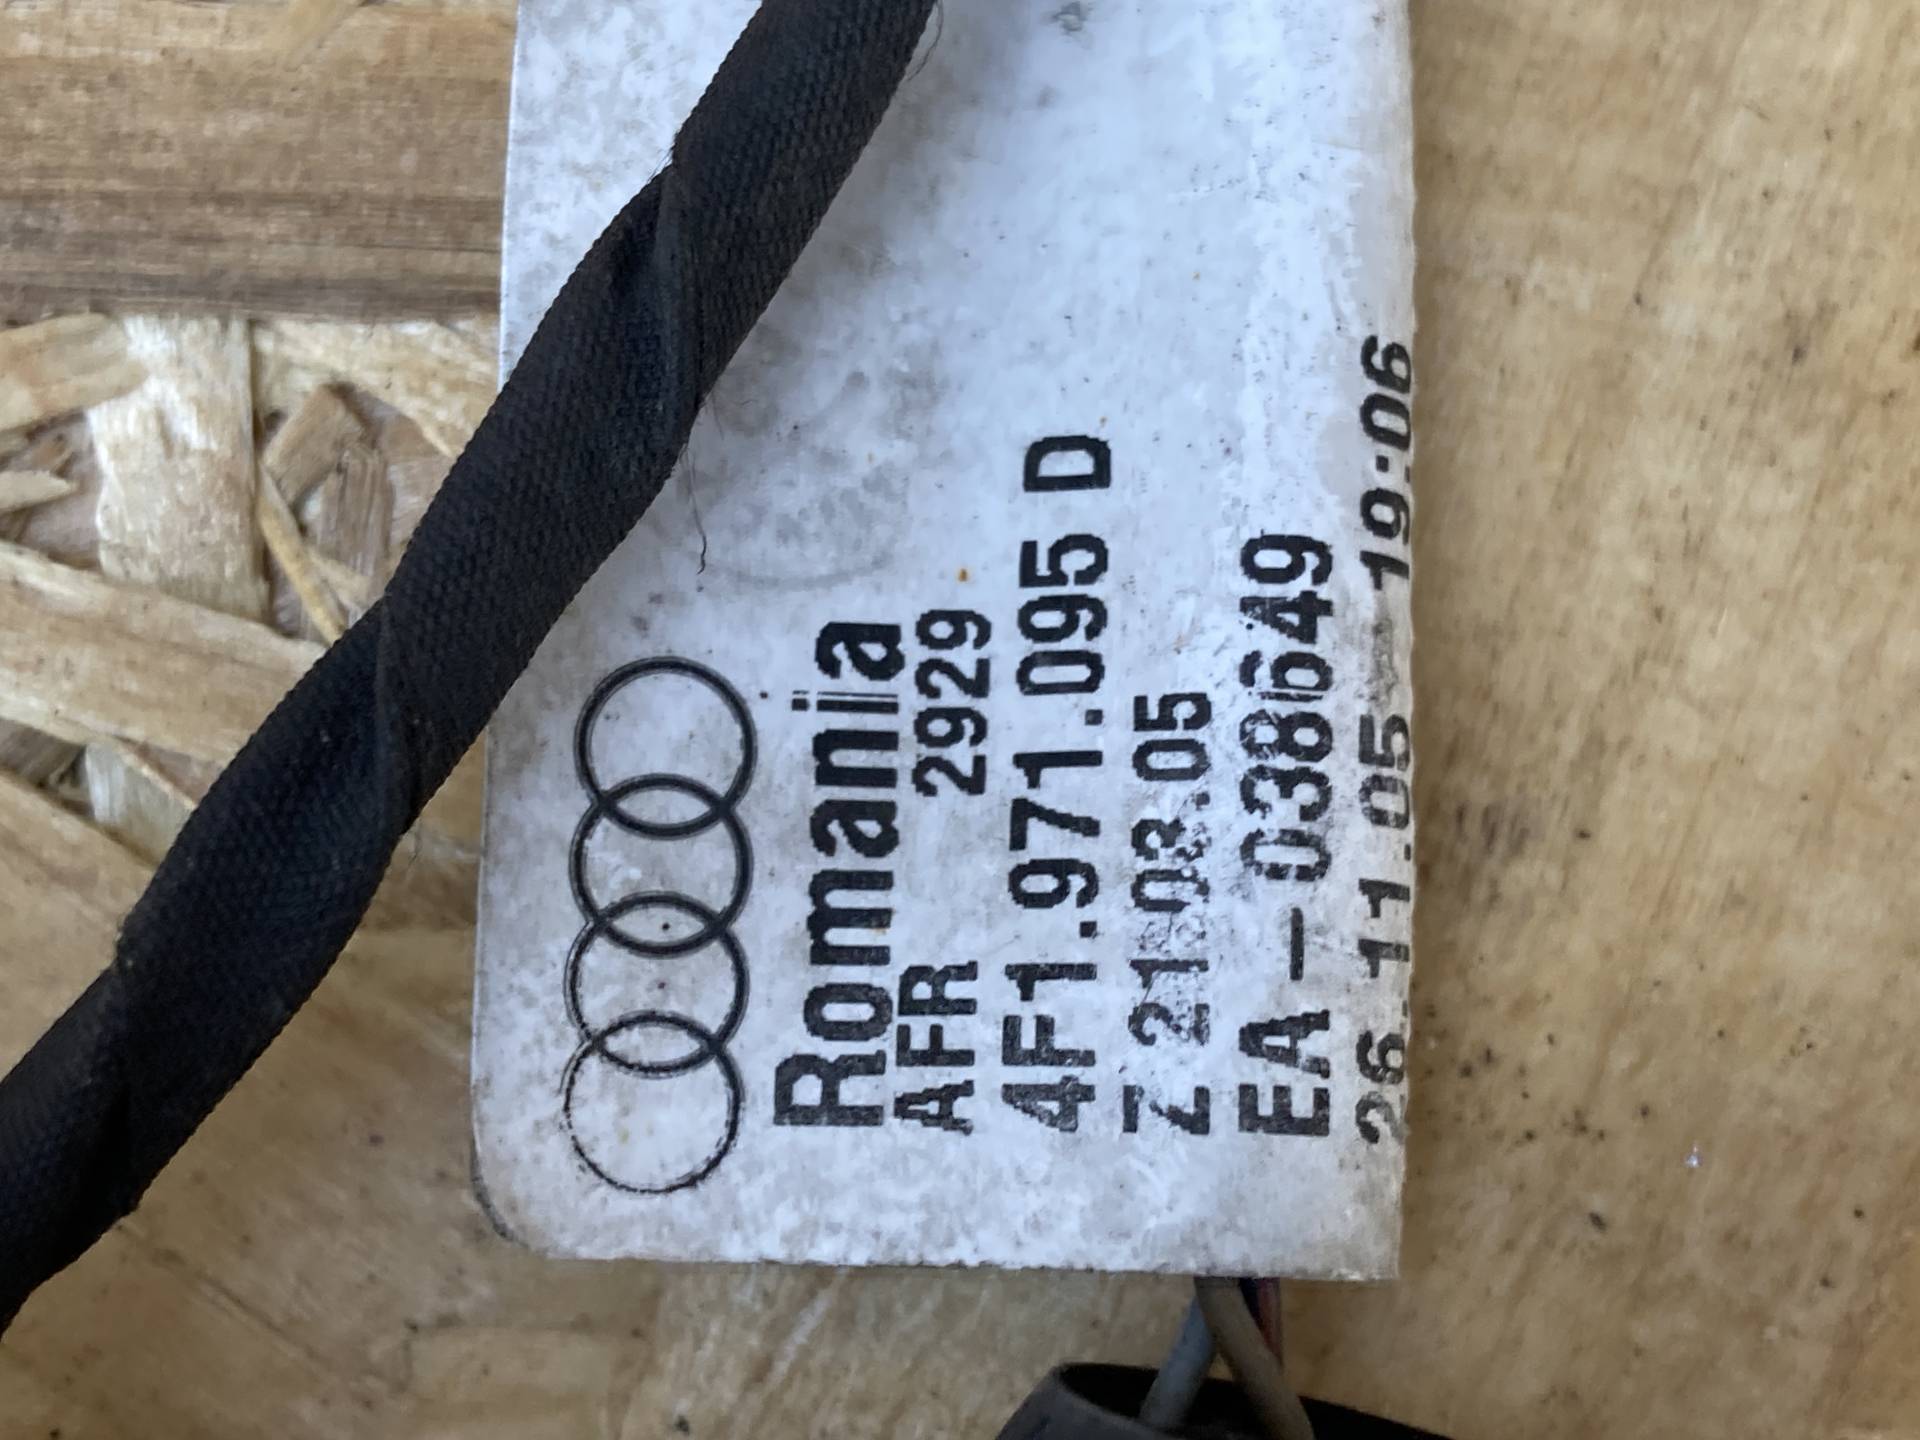 Romania
AFR 2929
4F1.971.095 D
Z 21.03.05
EA-038649
26.11.05 19:06